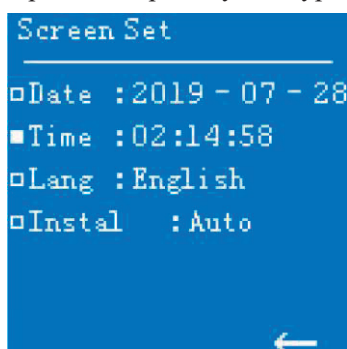 Screen Set
Date :2019-07-28
Time :02:14:58
Lang :English
Instal :Auto